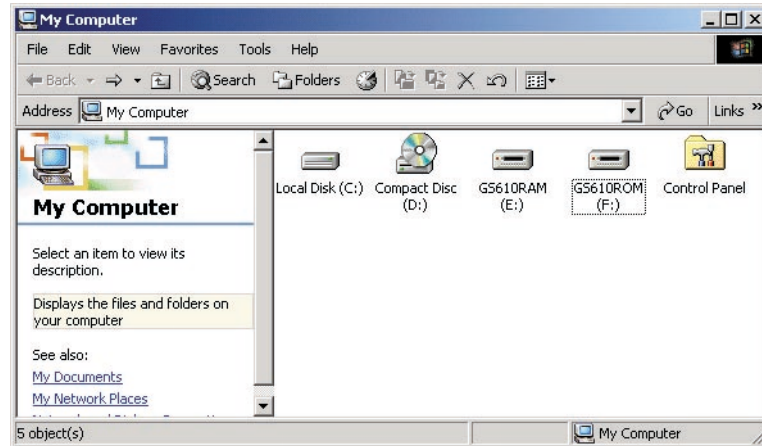 My Computer
File Edit View Favorites Tools Help
Back Search Folders
Address My Computer Go Links »
My Computer
Select an item to view its
description.
Displays the files and folders on
your computer
See also:
My Documents
My Network Places
Local Disk (C:) Compact Disc
(D:) GS610RAM
(E:) GS610ROM
(F:) Control Panel
5 object(s) My Computer